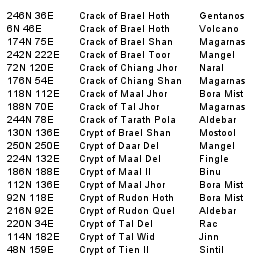 246N 36E Crack of Brael Hoth Gentanos
6N 46E Crack of Brael Hoth Volcano
174N 75E Crack of Brael Shan Magarnas
242N 222E Crack of Brael Toor Mangel
72N 120E Crack of Chiang Jhor Naral
176N 54E Crack of Chiang Shan Magarnas
118N 112E Crack of Maal Jhor Bora Mist
188N 70E Crack of Tal Jhor Magarnas
244N 78E Crack of Tarath Pola Aldebar
130N 136E Crypt of Brael Shan Mostool
250N 250E Crypt of Daar Del Mangel
224N 132E Crypt of Maal Del Fingle
186N 188E Crypt of Maal II Binu
112N 136E Crypt of Maal Jhor Bora Mist
92N 118E Crypt of Rudon Hoth Bora Mist
216N 92E Crypt of Rudon Quel Aldebar
220N 34E Crypt of Tal Del Rac
114N 182E Crypt of Tal Wid Jinn
48N 159E Crypt of Tien II Sintil